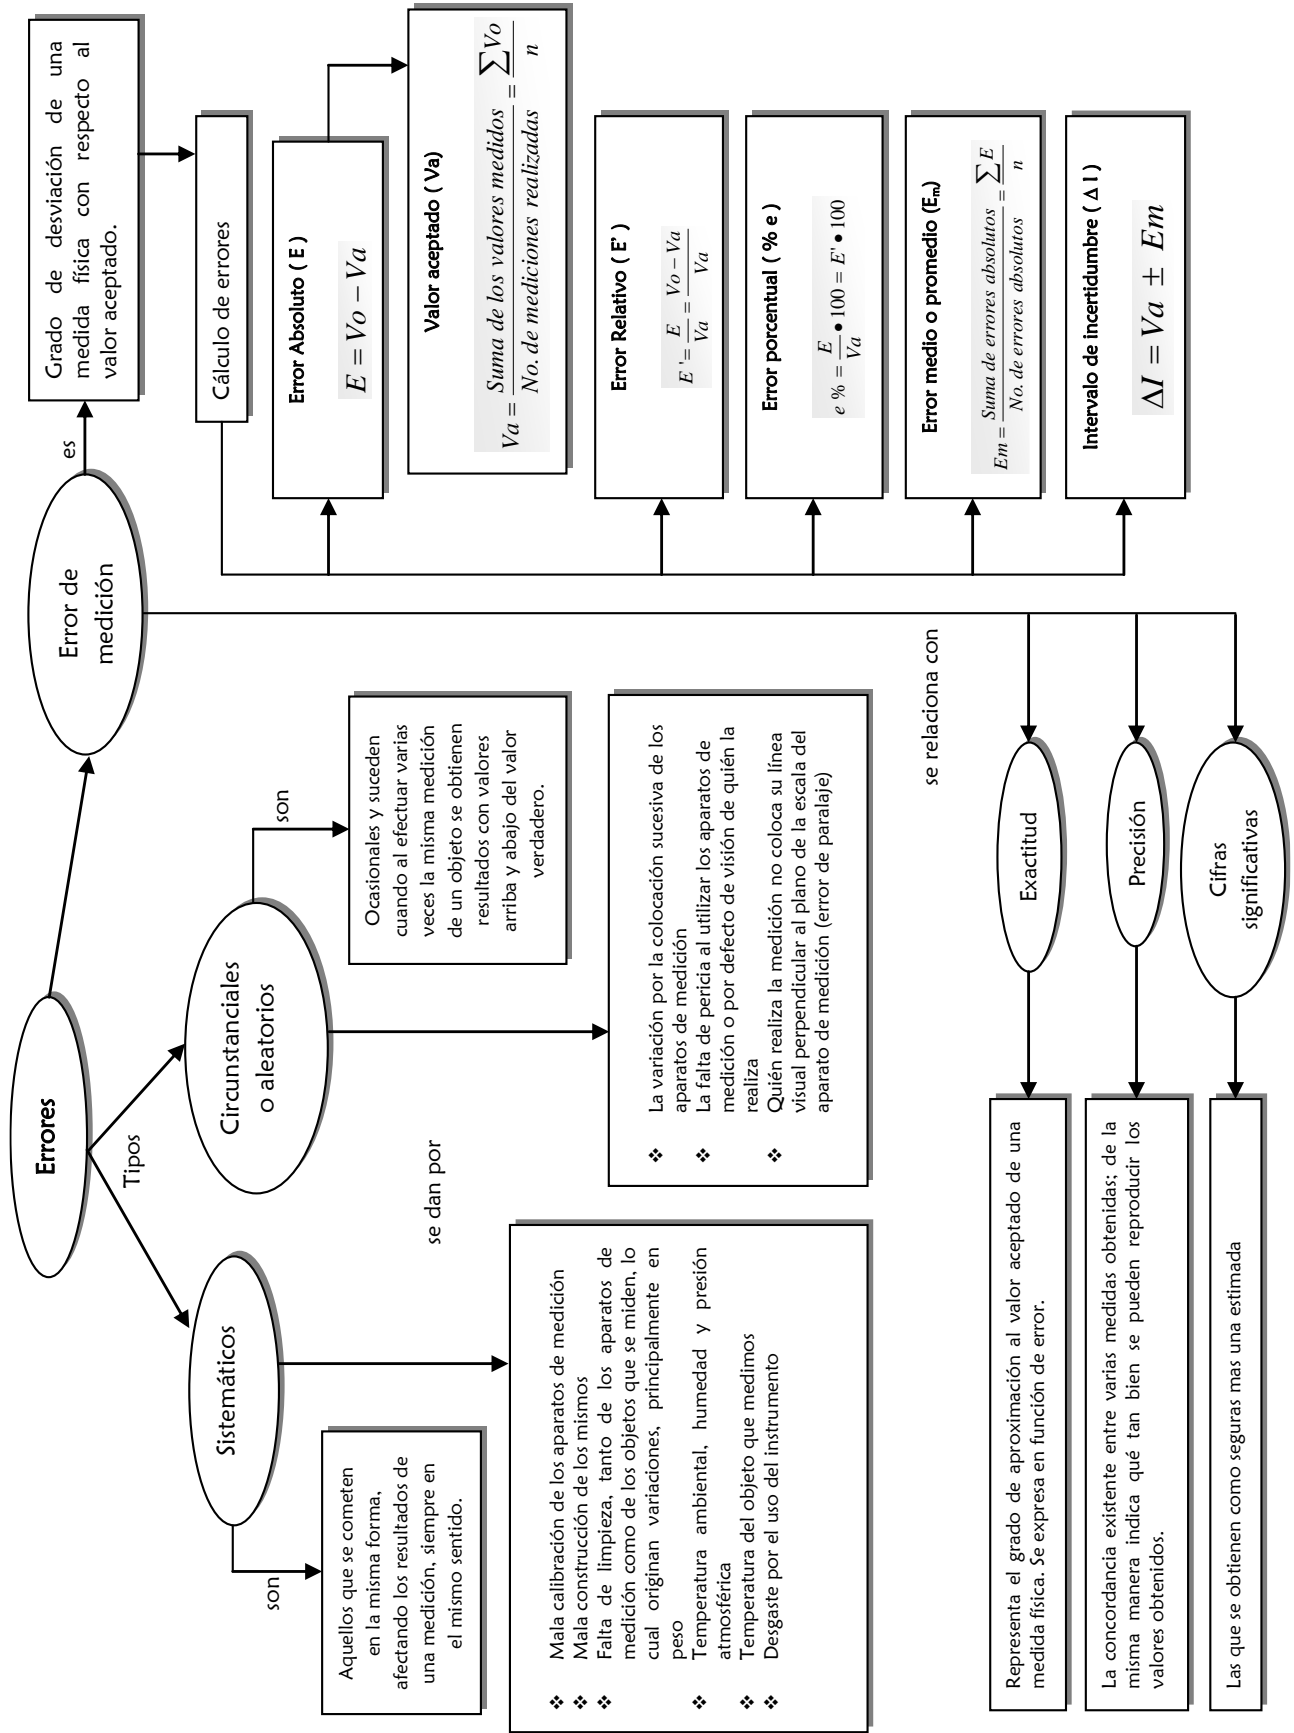 Errores
Tipos
Sistemáticos
son
Aquellos que se cometen
en la misma forma,
afectando los resultados de
una medición, siempre en
el mismo sentido.
Circunstanciales
o aleatorios
son
Ocasionales y suceden
cuando al efectuar varias
veces la misma medición
de un objeto se obtienen
resultados con valores
arriba y abajo del valor
verdadero.
se dan por
❖ Mala calibración de los aparatos de medición
❖ Mala construcción de los mismos
❖ Falta de limpieza, tanto de los aparatos de
medición como de los objetos que se miden, lo
cual originan variaciones, principalmente en
peso
❖ Temperatura ambiental, humedad y presión
atmosférica
❖ Temperatura del objeto que medimos
❖ Desgaste por el uso del instrumento
❖ La variación por la colocación sucesiva de los
aparatos de medición
❖ La falta de pericia al utilizar los aparatos de
medición o por defecto de visión de quién la
realiza
❖ Quién realiza la medición no coloca su línea
visual perpendicular al plano de la escala del
aparato de medición (error de paralaje)
Error de
medición
es
Grado de desviación de una
medida física con respecto al
valor aceptado.
Cálculo de errores
Error Absoluto ( E )
E = Vo − Va
Valor aceptado ( Va)
Va = Suma de los valores medidos / No. de mediciones realizadas = ∑Vo / n
Error Relativo ( E' )
E ' = E / Va = Vo − Va / Va
Error porcentual ( % e )
e % = E / Va • 100 = E' • 100
Error medio o promedio (Em)
Em = Suma de errores absolutos / No. de errores absolutos = ∑ E / n
Intervalo de incertidumbre ( Δ I )
ΔI = Va ± Em
se relaciona con
Exactitud
Representa el grado de aproximación al valor aceptado de una
medida física. Se expresa en función de error.
Precisión
La concordancia existente entre varias medidas obtenidas; de la
misma manera indica qué tan bien se pueden reproducir los
valores obtenidos.
Cifras
significativas
Las que se obtienen como seguras mas una estimada